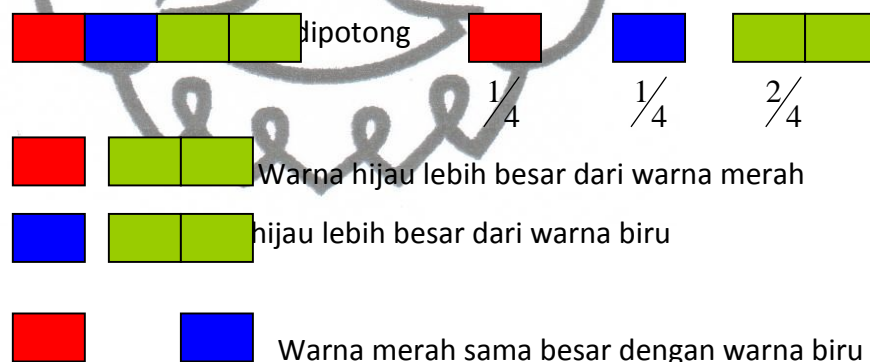 dipotong
1/4 1/4 2/4
Warna hijau lebih besar dari warna merah
hijau lebih besar dari warna biru
Warna merah sama besar dengan warna biru